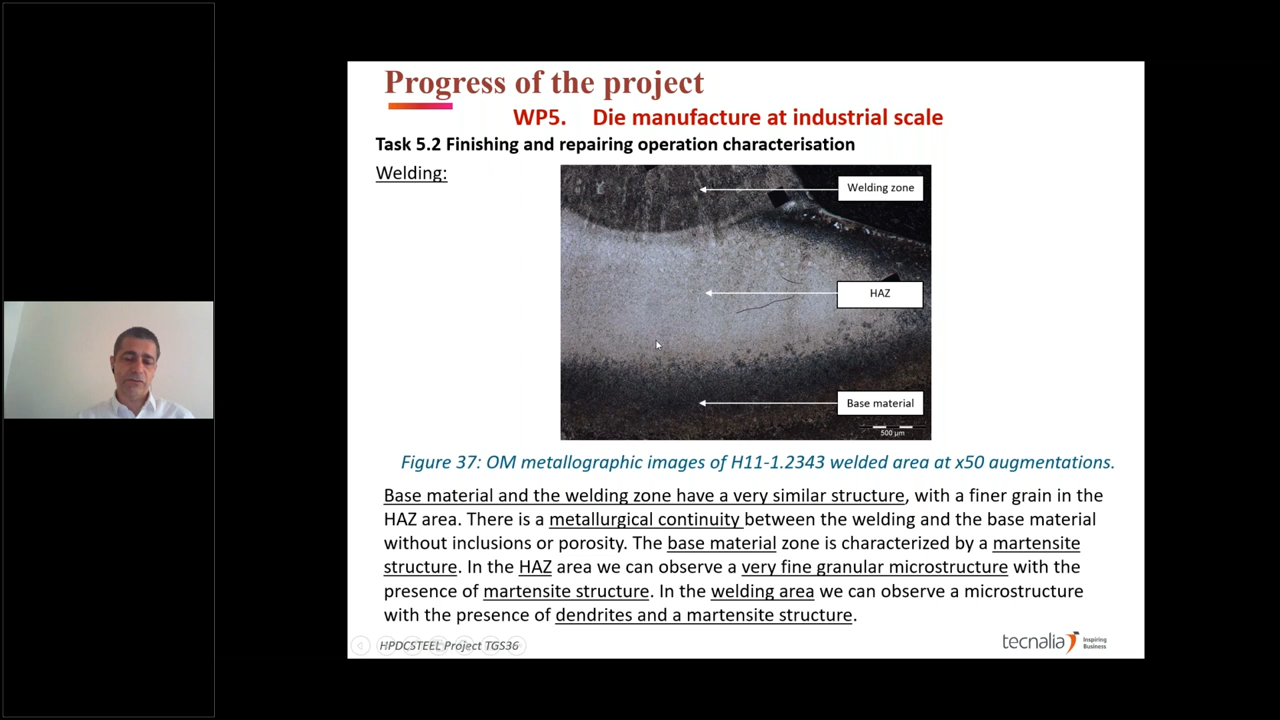 Progress of the project
WP5. Die manufacture at industrial scale
Task 5.2 Finishing and repairing operation characterisation
Welding:
Welding zone
HAZ
Base material
500 µm
Figure 37: OM metallographic images of H11-1.2343 welded area at x50 augmentations.
Base material and the welding zone have a very similar structure, with a finer grain in the
HAZ area. There is a metallurgical continuity between the welding and the base material
without inclusions or porosity. The base material zone is characterized by a martensite
structure. In the HAZ area we can observe a very fine granular microstructure with the
presence of martensite structure. In the welding area we can observe a microstructure
with the presence of dendrites and a martensite structure.
HPDCSTEEL Project TGS36
tecnalia Inspiring
Business